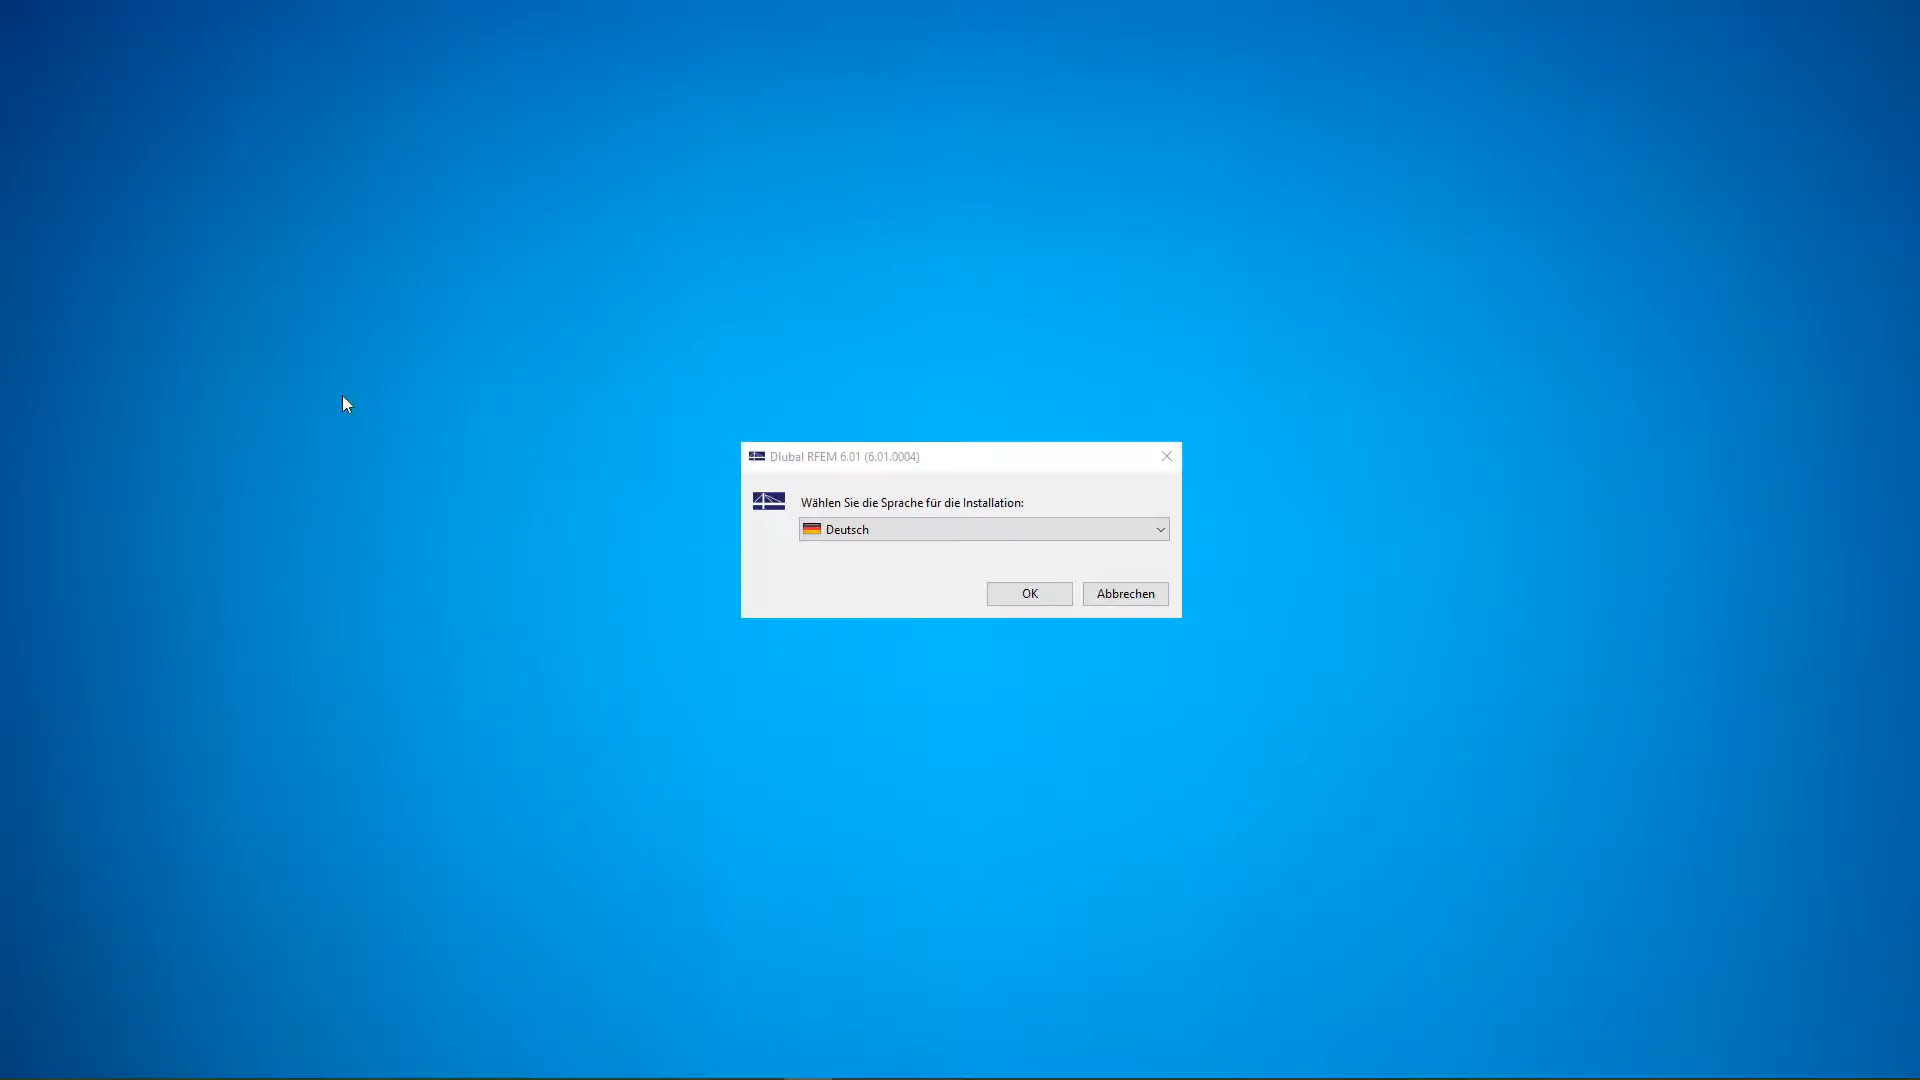 Dlubal RFEM 6.01 (6.01.0004)
Wählen Sie die Sprache für die Installation:
Deutsch
OK
Abbrechen